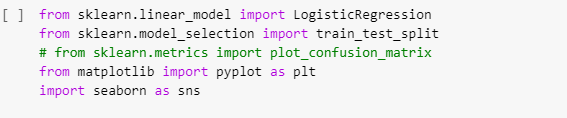 [ ] from sklearn.linear_model import LogisticRegression
from sklearn.model_selection import train_test_split
# from sklearn.metrics import plot_confusion_matrix
from matplotlib import pyplot as plt
import seaborn as sns